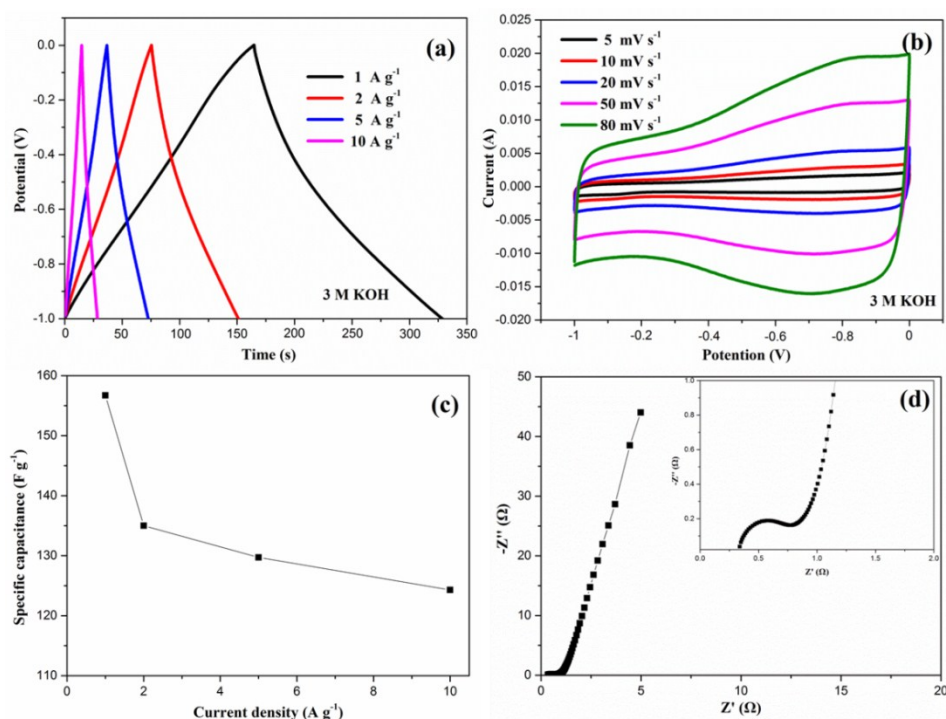 (a)
1 A g-1
2 A g-1
5 A g-1
10 A g-1
3 M KOH
Potential (V)
0.0
-0.2
-0.4
-0.6
-0.8
-1.0
0 50 100 150 200 250 300 350
Time (s)
(b)
5 mV s-1
10 mV s-1
20 mV s-1
50 mV s-1
80 mV s-1
3 M KOH
Current (A)
0.025
0.020
0.015
0.010
0.005
0.000
-0.005
-0.010
-0.015
-0.020
-1 -0.2 -0.4 -0.6 -0.8 0
Potention (V)
(c)
Specific capacitance (F g-1)
160
150
140
130
120
110
0 2 4 6 8 10
Current density (A g-1)
(d)
-Z'' (Ω)
50
40
30
20
10
0
0 5 10 15 20
Z' (Ω)
-Z'' (Ω)
1.0
0.8
0.6
0.4
0.2
0.0 0.5 1.0 1.5 2.0
Z' (Ω)